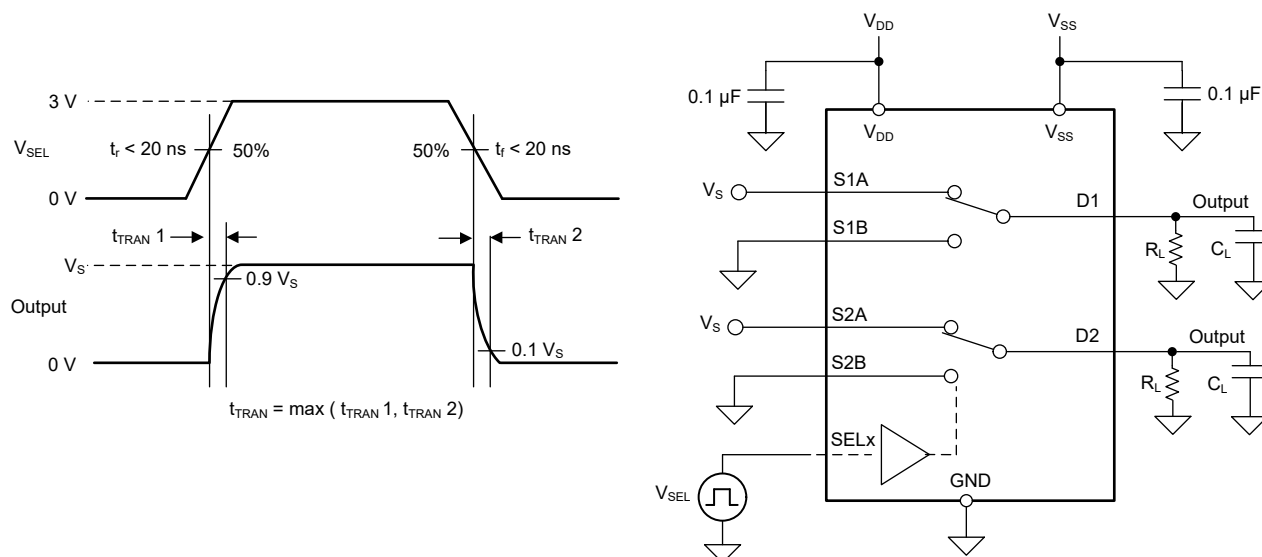 3 V
V_SEL
t_r < 20 ns
50%
50%
t_f < 20 ns
0 V
t_TRAN 1
t_TRAN 2
V_S
0.9 V_S
Output
0.1 V_S
0 V
t_TRAN = max ( t_TRAN 1, t_TRAN 2)
V_DD
V_SS
0.1 µF
0.1 µF
V_DD
V_SS
V_S
S1A
D1
Output
S1B
R_L
C_L
V_S
S2A
D2
Output
S2B
R_L
C_L
SELx
V_SEL
GND